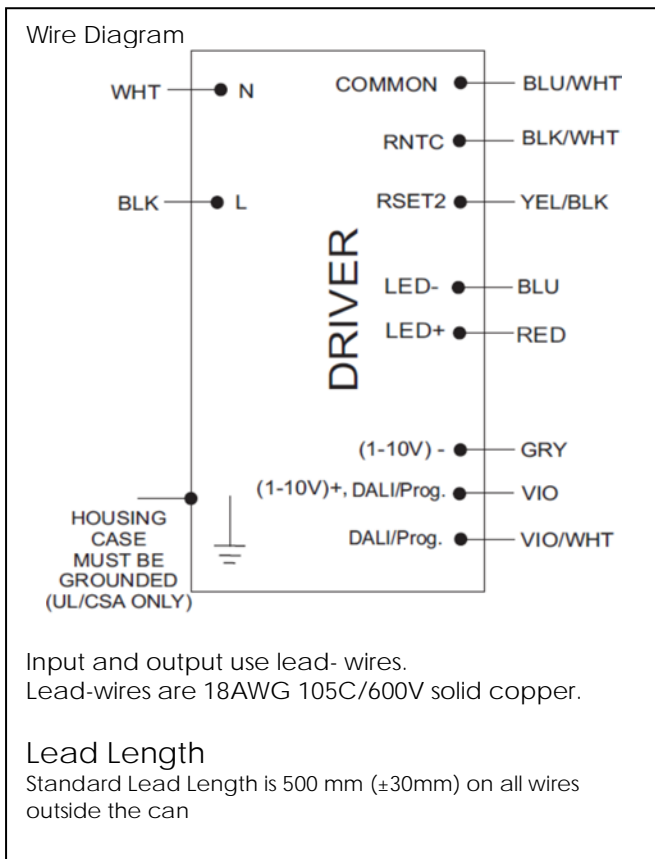 Wire Diagram
WHT N COMMON BLU/WHT
RNTC BLK/WHT
BLK L RSET2 YEL/BLK
DRIVER
LED- BLU
LED+ RED
(1-10V) - GRY
(1-10V)+, DALI/Prog. VIO
DALI/Prog. VIO/WHT
HOUSING
CASE
MUST BE
GROUNDED
(UL/CSA ONLY)
Input and output use lead- wires.
Lead-wires are 18AWG 105C/600V solid copper.
Lead Length
Standard Lead Length is 500 mm (±30mm) on all wires
outside the can